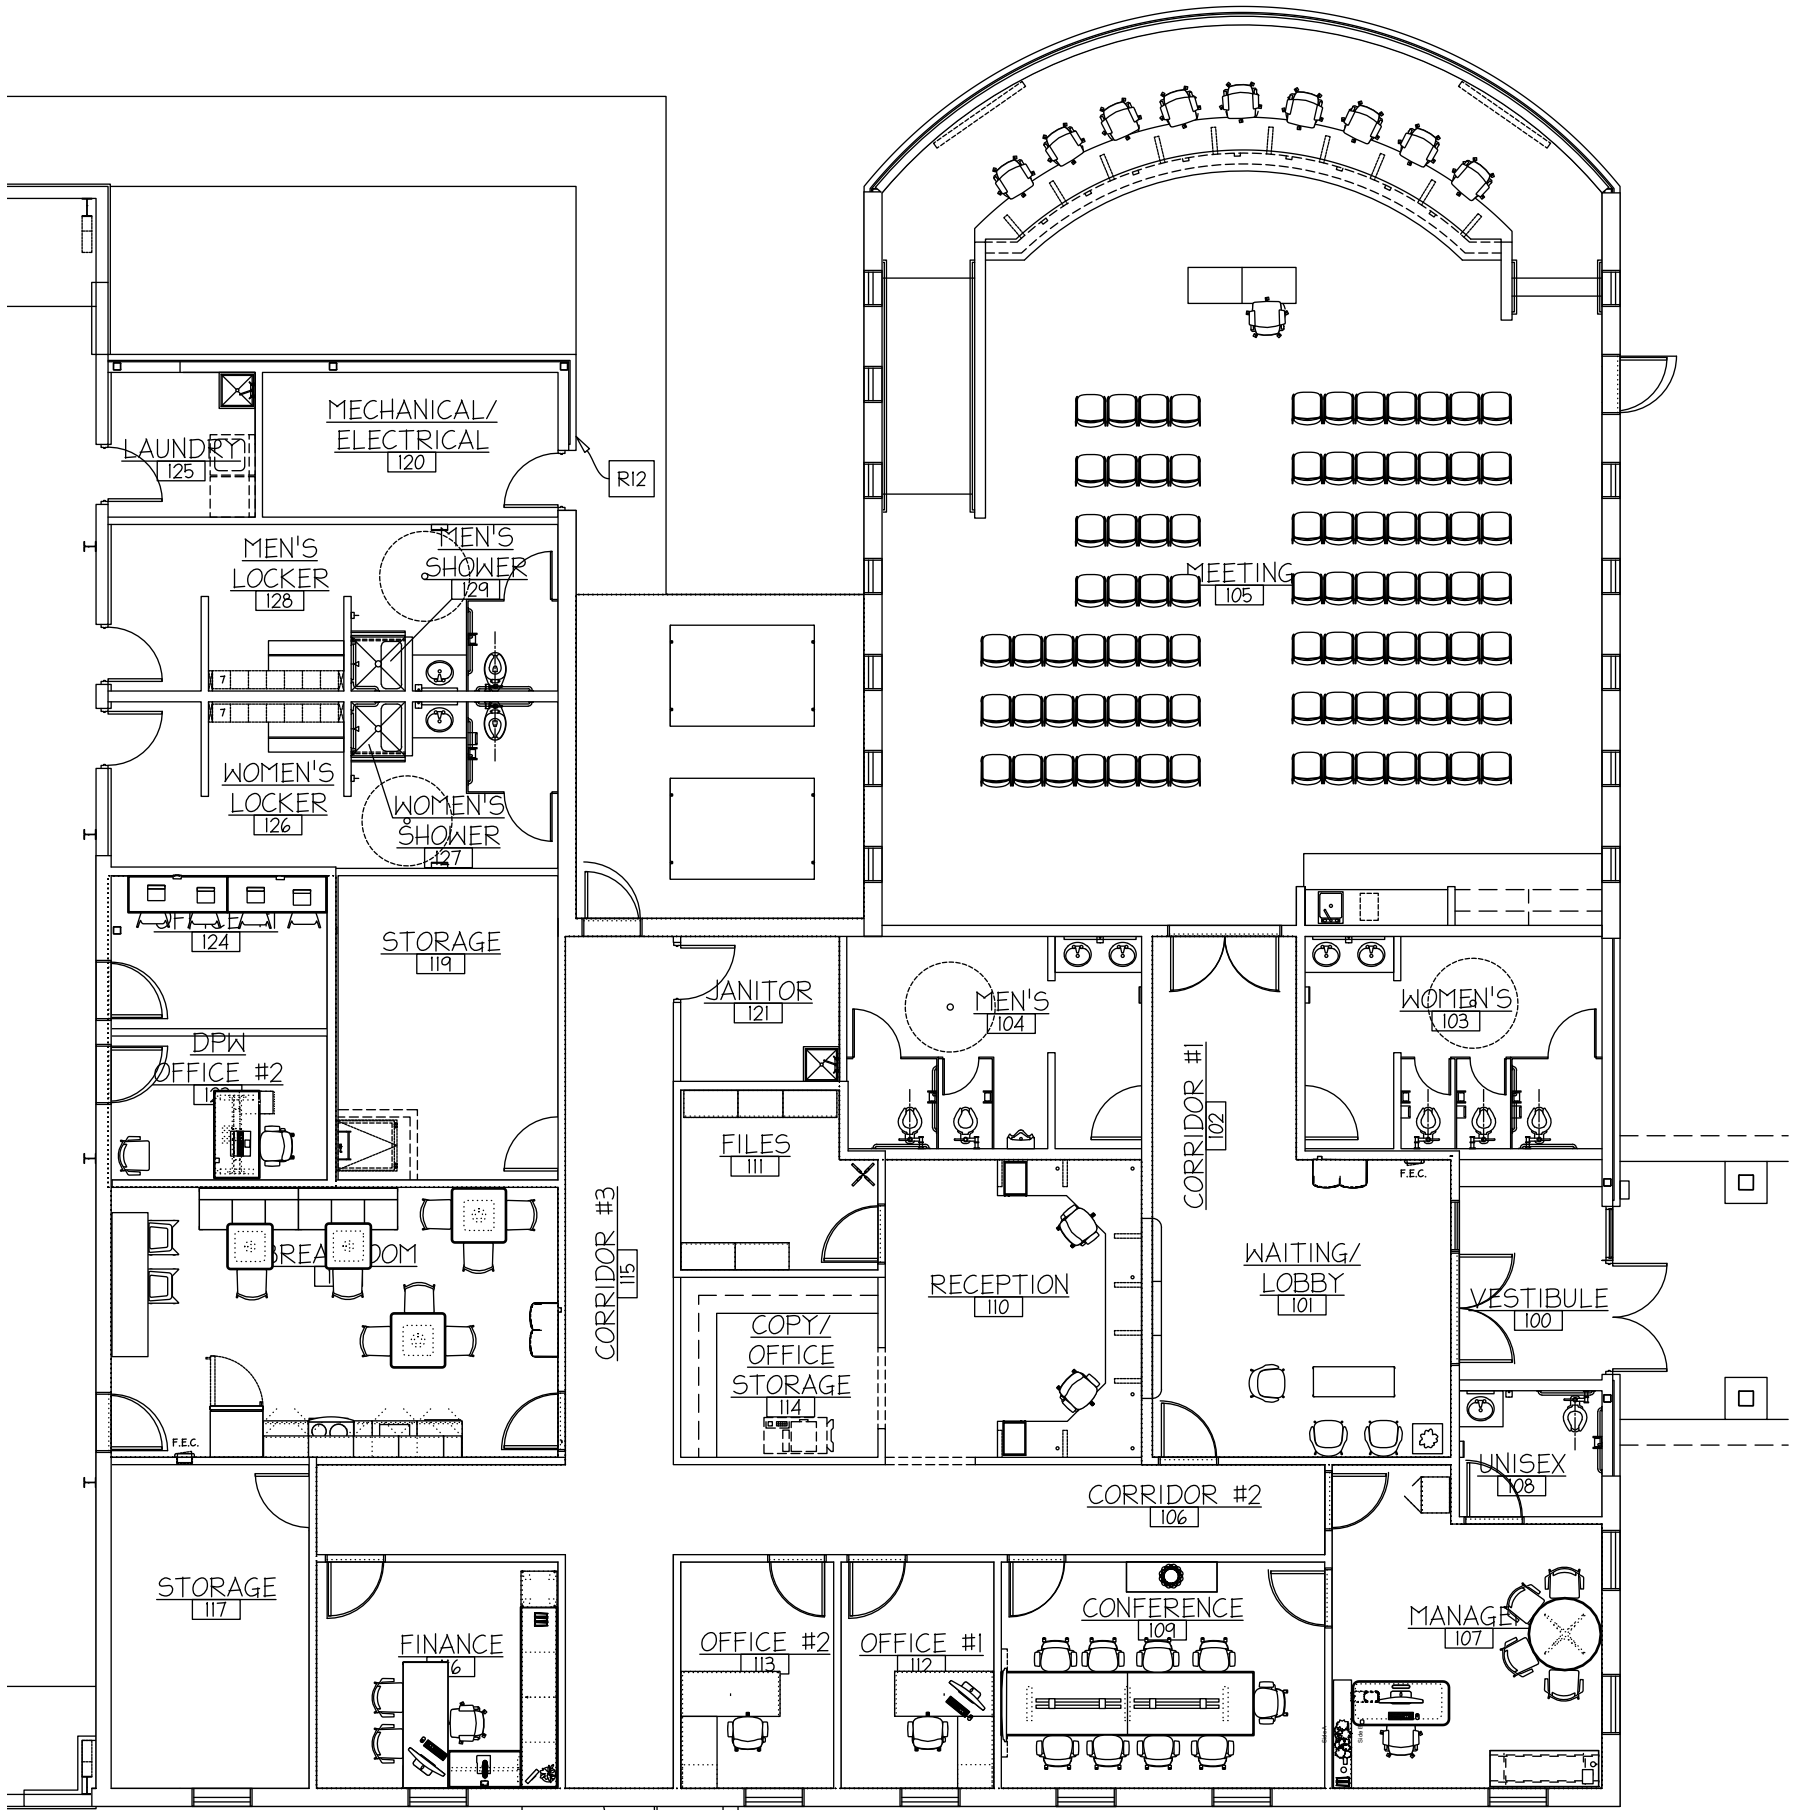 MECHANICAL/
ELECTRICAL
120
LAUNDRY
125
R12
MEN'S
LOCKER
128
MEN'S
SHOWER
129
7
7
WOMEN'S
LOCKER
126
WOMEN'S
SHOWER
127
MEETING
105
124
STORAGE
119
DPW
OFFICE #2
JANITOR
121
MEN'S
104
WOMEN'S
103
CORRIDOR #1
102
FILES
111
F.E.C.
CORRIDOR #3
115
RECEPTION
110
WAITING/
LOBBY
101
VESTIBULE
100
COPY/
OFFICE
STORAGE
114
F.E.C.
UNISEX
108
CORRIDOR #2
106
STORAGE
117
FINANCE
OFFICE #2
113
OFFICE #1
112
CONFERENCE
109
107